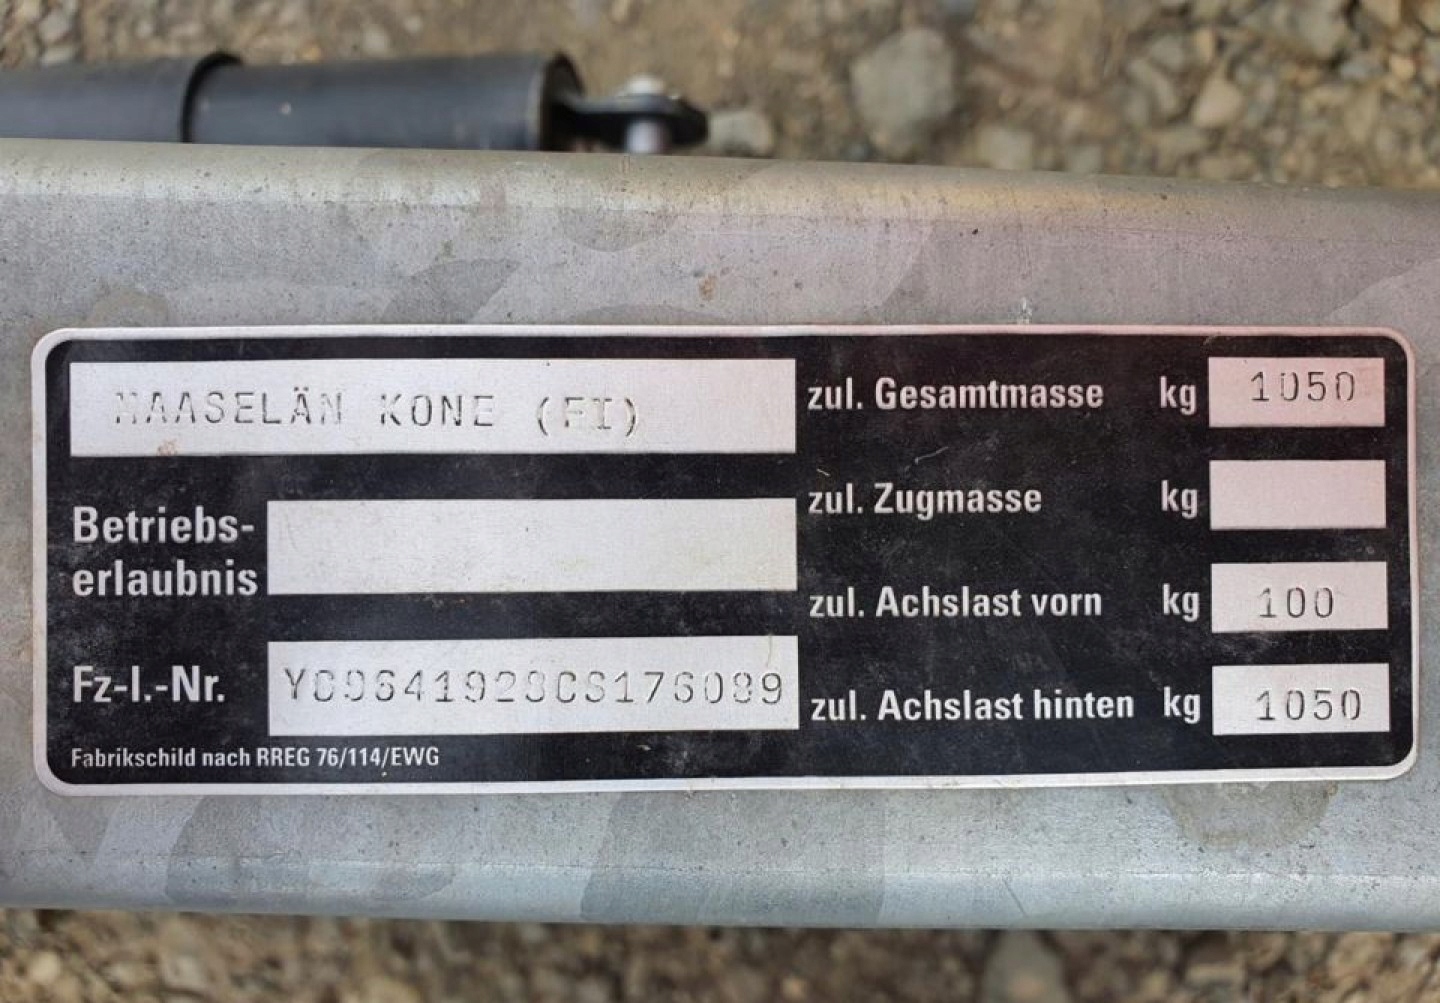 MAASELÄN KONE (FI)
Betriebs-
erlaubnis
Fz-I.-Nr. YC9641928CS176089
Fabrikschild nach RREG 76/114/EWG
zul. Gesamtmasse kg 1050
zul. Zugmasse kg
zul. Achslast vorn kg 100
zul. Achslast hinten kg 1050